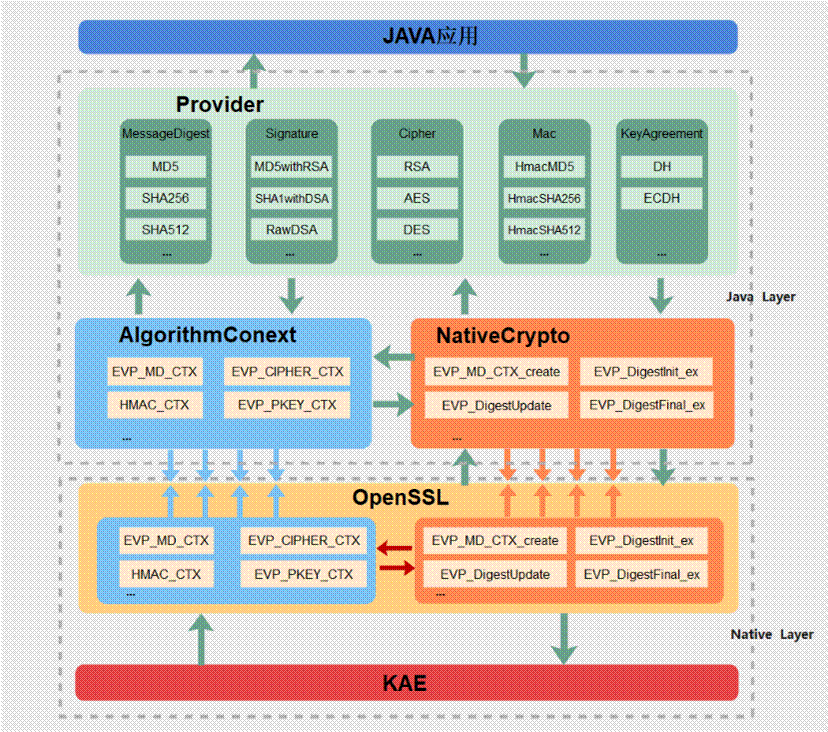 JAVA应用
Provider
MessageDigest
MD5
SHA256
SHA512
...
Signature
MD5withRSA
SHA1withDSA
RawDSA
...
Cipher
RSA
AES
DES
...
Mac
HmacMD5
HmacSHA256
HmacSHA512
...
KeyAgreement
DH
ECDH
...
Java Layer
AlgorithmConext
EVP_MD_CTX
EVP_CIPHER_CTX
HMAC_CTX
EVP_PKEY_CTX
...
NativeCrypto
EVP_MD_CTX_create
EVP_DigestInit_ex
EVP_DigestUpdate
EVP_DigestFinal_ex
...
OpenSSL
EVP_MD_CTX
EVP_CIPHER_CTX
HMAC_CTX
EVP_PKEY_CTX
...
EVP_MD_CTX_create
EVP_DigestInit_ex
EVP_DigestUpdate
EVP_DigestFinal_ex
...
Native Layer
KAE